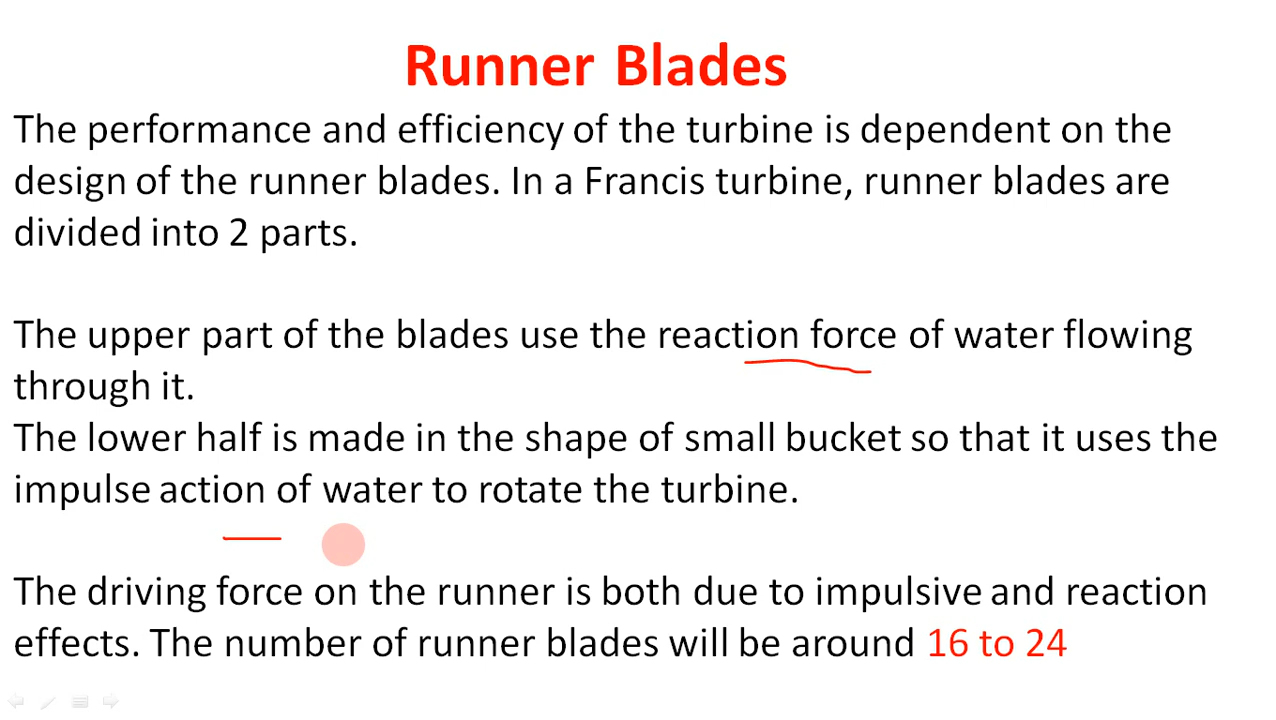 Runner Blades
The performance and efficiency of the turbine is dependent on the
design of the runner blades. In a Francis turbine, runner blades are
divided into 2 parts.
The upper part of the blades use the reaction force of water flowing
through it.
The lower half is made in the shape of small bucket so that it uses the
impulse action of water to rotate the turbine.
The driving force on the runner is both due to impulsive and reaction
effects. The number of runner blades will be around 16 to 24